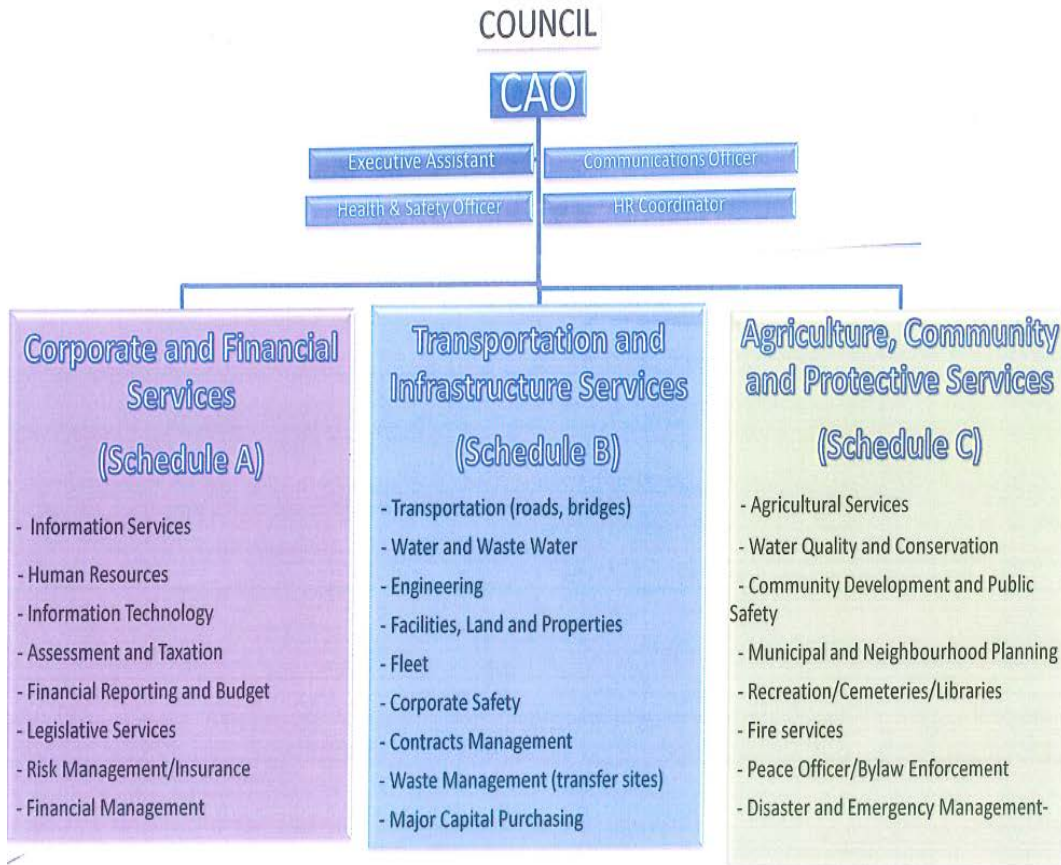 COUNCIL
CAO
Executive Assistant
Communications Officer
Health & Safety Officer
HR Coordinator
Corporate and Financial
Services
(Schedule A)
- Information Services
- Human Resources
- Information Technology
- Assessment and Taxation
- Financial Reporting and Budget
- Legislative Services
- Risk Management/Insurance
- Financial Management
Transportation and
Infrastructure Services
(Schedule B)
- Transportation (roads, bridges)
- Water and Waste Water
- Engineering
- Facilities, Land and Properties
- Fleet
- Corporate Safety
- Contracts Management
- Waste Management (transfer sites)
- Major Capital Purchasing
Agriculture, Community
and Protective Services
(Schedule C)
- Agricultural Services
- Water Quality and Conservation
- Community Development and Public
Safety
- Municipal and Neighbourhood Planning
- Recreation/Cemeteries/Libraries
- Fire services
- Peace Officer/Bylaw Enforcement
- Disaster and Emergency Management-